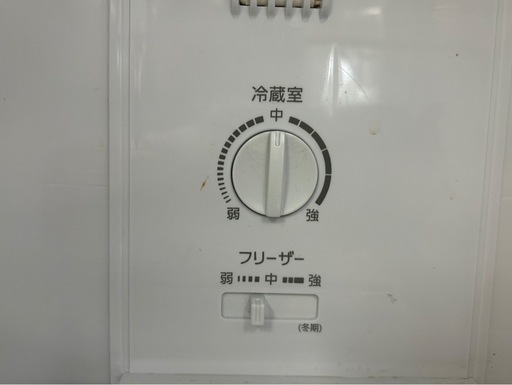 冷蔵室
中
弱 強
フリーザー
弱 中 強
(冬期)